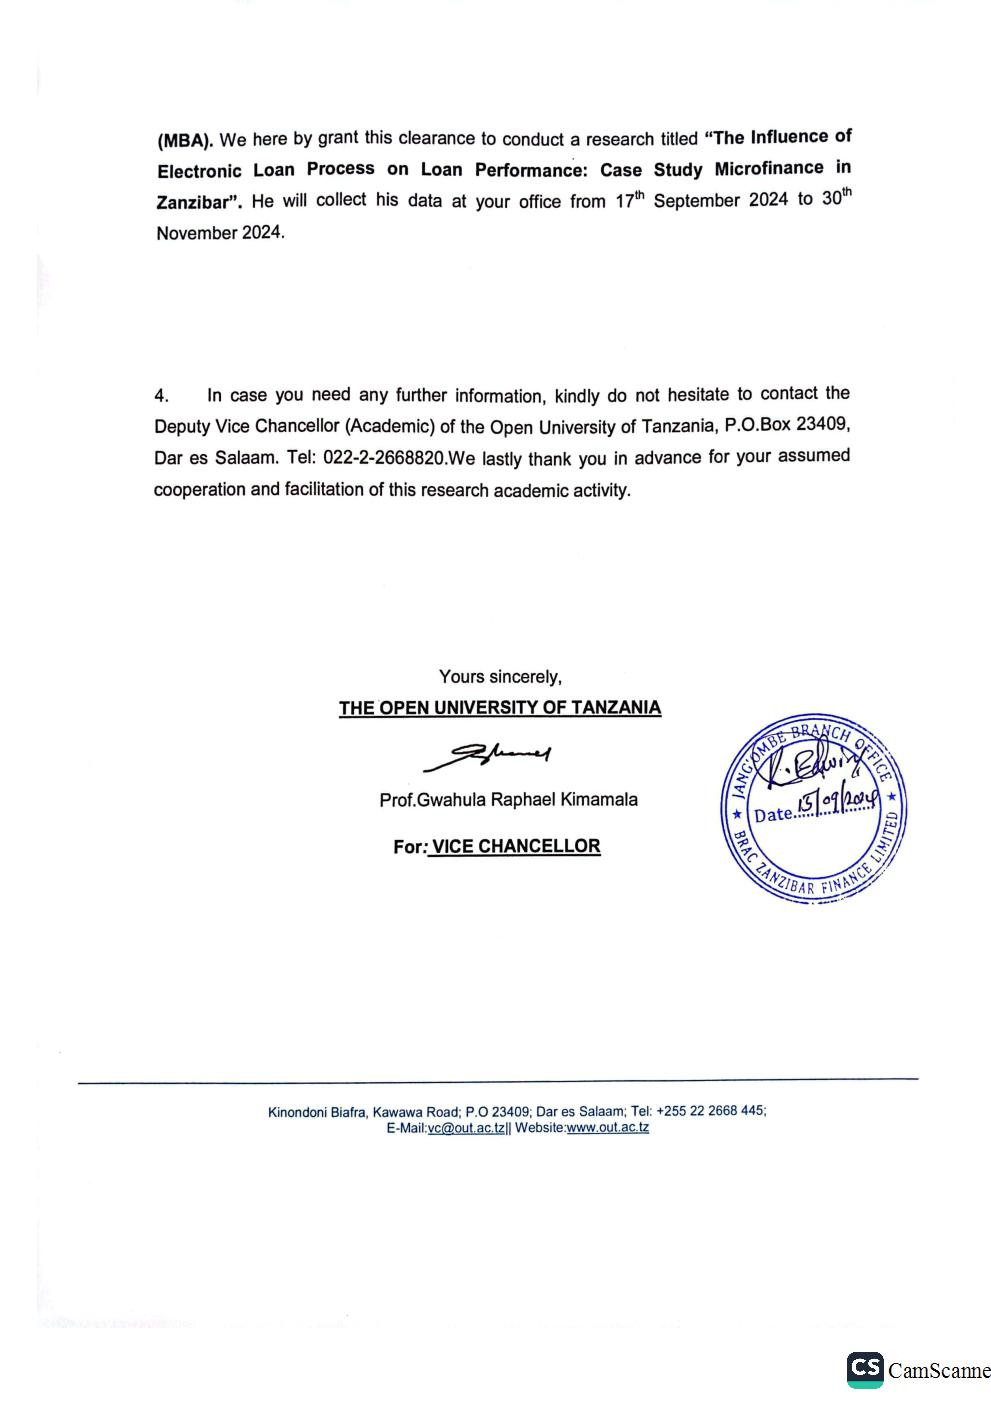 (MBA). We here by grant this clearance to conduct a research titled “The Influence of
Electronic Loan Process on Loan Performance: Case Study Microfinance in
Zanzibar”. He will collect his data at your office from 17th September 2024 to 30th
November 2024.
4. In case you need any further information, kindly do not hesitate to contact the
Deputy Vice Chancellor (Academic) of the Open University of Tanzania, P.O.Box 23409,
Dar es Salaam. Tel: 022-2-2668820.We lastly thank you in advance for your assumed
cooperation and facilitation of this research academic activity.
Yours sincerely,
THE OPEN UNIVERSITY OF TANZANIA
Prof.Gwahula Raphael Kimamala
For: VICE CHANCELLOR
JANG'OMBE BRANCH OFFICE
R. Edwin
Date 15/09/2024
BRAC ZANZIBAR FINANCE LIMITED
Kinondoni Biafra, Kawawa Road; P.O 23409; Dar es Salaam; Tel: +255 22 2668 445;
E-Mail:vc@out.ac.tz|| Website:www.out.ac.tz
CS CamScanne